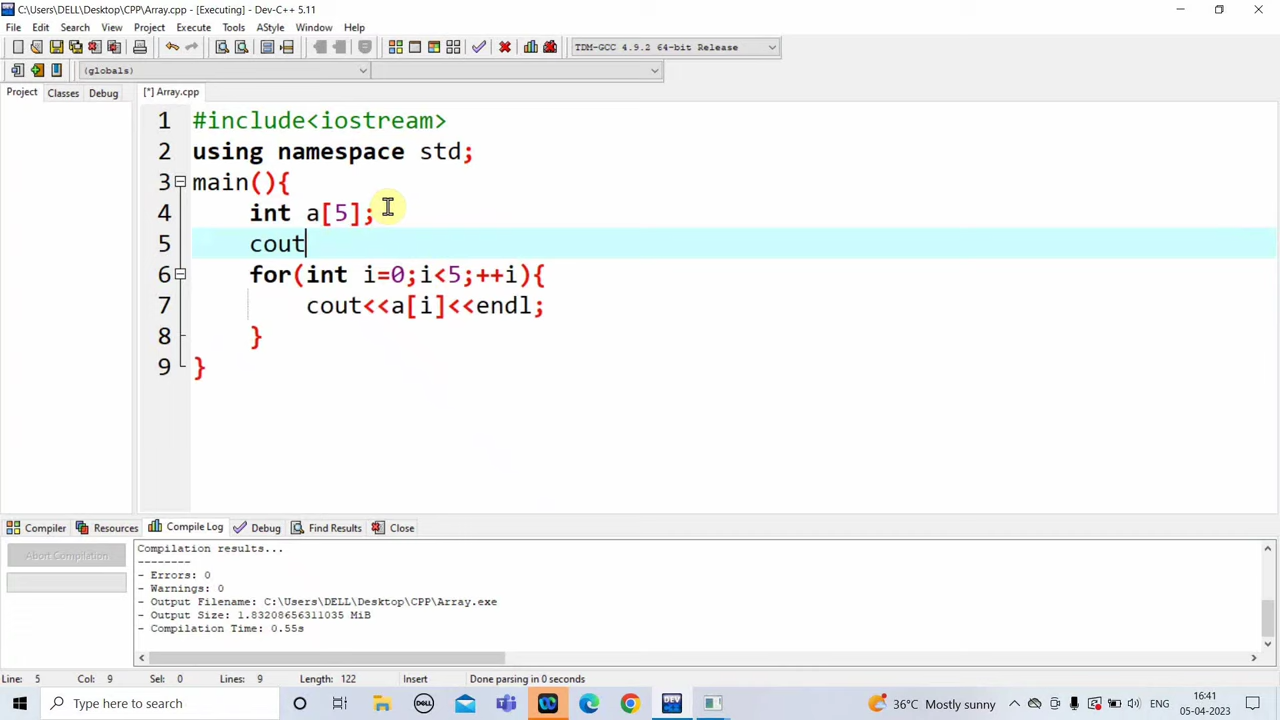 C:\Users\DELL\Desktop\CPP\Array.cpp - [Executing] - Dev-C++ 5.11
File Edit Search View Project Execute Tools AStyle Window Help
TDM-GCC 4.9.2 64-bit Release
(globals)
Project Classes Debug [*] Array.cpp
1 #include<iostream>
2 using namespace std;
3 main(){
4 int a[5];
5 cout
6 for(int i=0;i<5;++i){
7 cout<<a[i]<<endl;
8 }
9 }
Compiler Resources Compile Log Debug Find Results Close
Abort Compilation
Compilation results...
--------
- Errors: 0
- Warnings: 0
- Output Filename: C:\Users\DELL\Desktop\CPP\Array.exe
- Output Size: 1.83208656311035 MiB
- Compilation Time: 0.55s
Line: 5 Col: 9 Sel: 0 Lines: 9 Length: 122 Insert Done parsing in 0 seconds
Type here to search
DELL
36°C Mostly sunny
ENG
16:41
05-04-2023